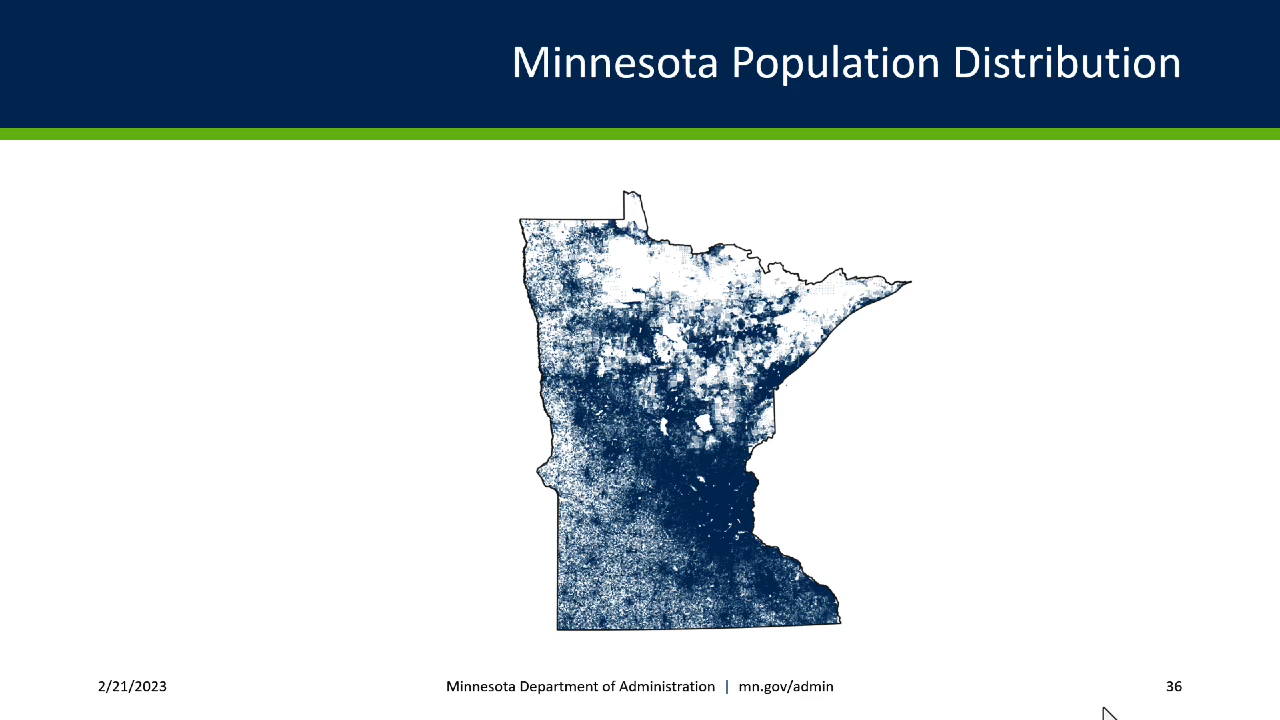 Minnesota Population Distribution
2/21/2023
Minnesota Department of Administration | mn.gov/admin
36